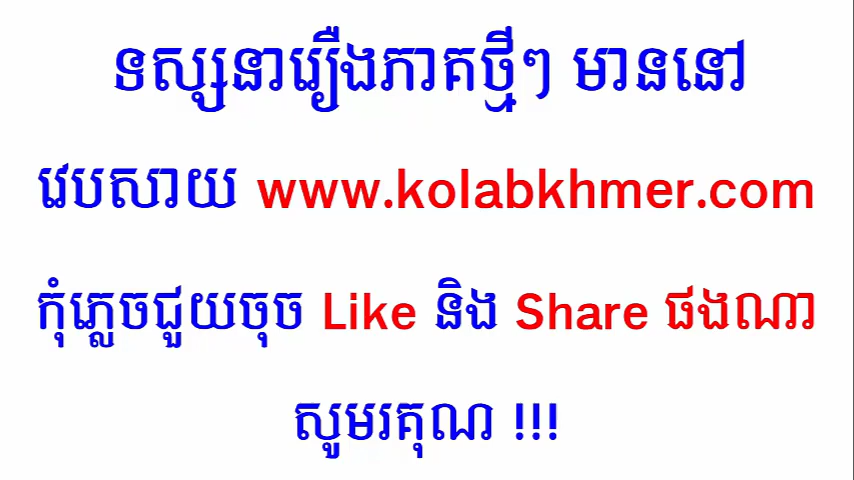 ទស្សនារឿងភាគថ្មីៗ មាននៅ
វេបសាយ www.kolabkhmer.com
កុំភ្លេចជួយចុច Like និង Share ផងណា
សូមរគុណ !!!